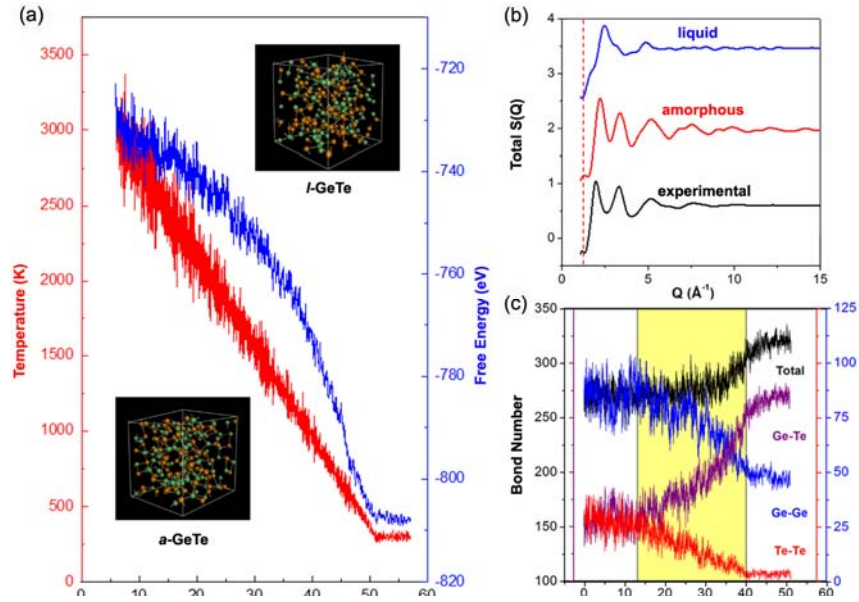 (a)
3500
3000
2500
2000
1500
1000
500
0
Temperature (K)
l-GeTe
a-GeTe
-720
-740
-760
-780
-800
-820
Free Energy (eV)
0 10 20 30 40 50 60
(b)
4
3
2
1
0
Total S(Q)
liquid
amorphous
experimental
0 5 10 15
Q (Å⁻¹)
(c)
350
300
250
200
150
100
Bond Number
Total
Ge-Te
Ge-Ge
Te-Te
125
100
75
50
25
0
0 10 20 30 40 50 60